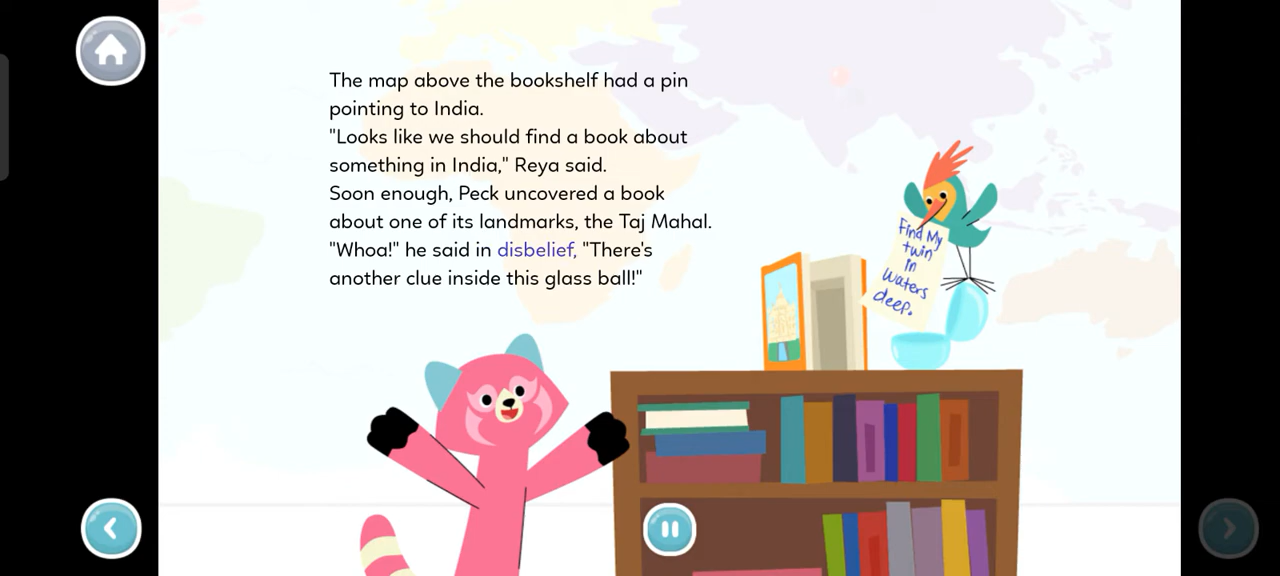 The map above the bookshelf had a pin
pointing to India.
"Looks like we should find a book about
something in India," Reya said.
Soon enough, Peck uncovered a book
about one of its landmarks, the Taj Mahal.
"Whoa!" he said in disbelief, "There's
another clue inside this glass ball!"
Find My
twin
in
waters
deep.